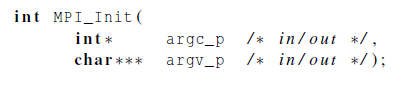 int MPI_Init(
int* argc_p /* in/out */,
char*** argv_p /* in/out */);